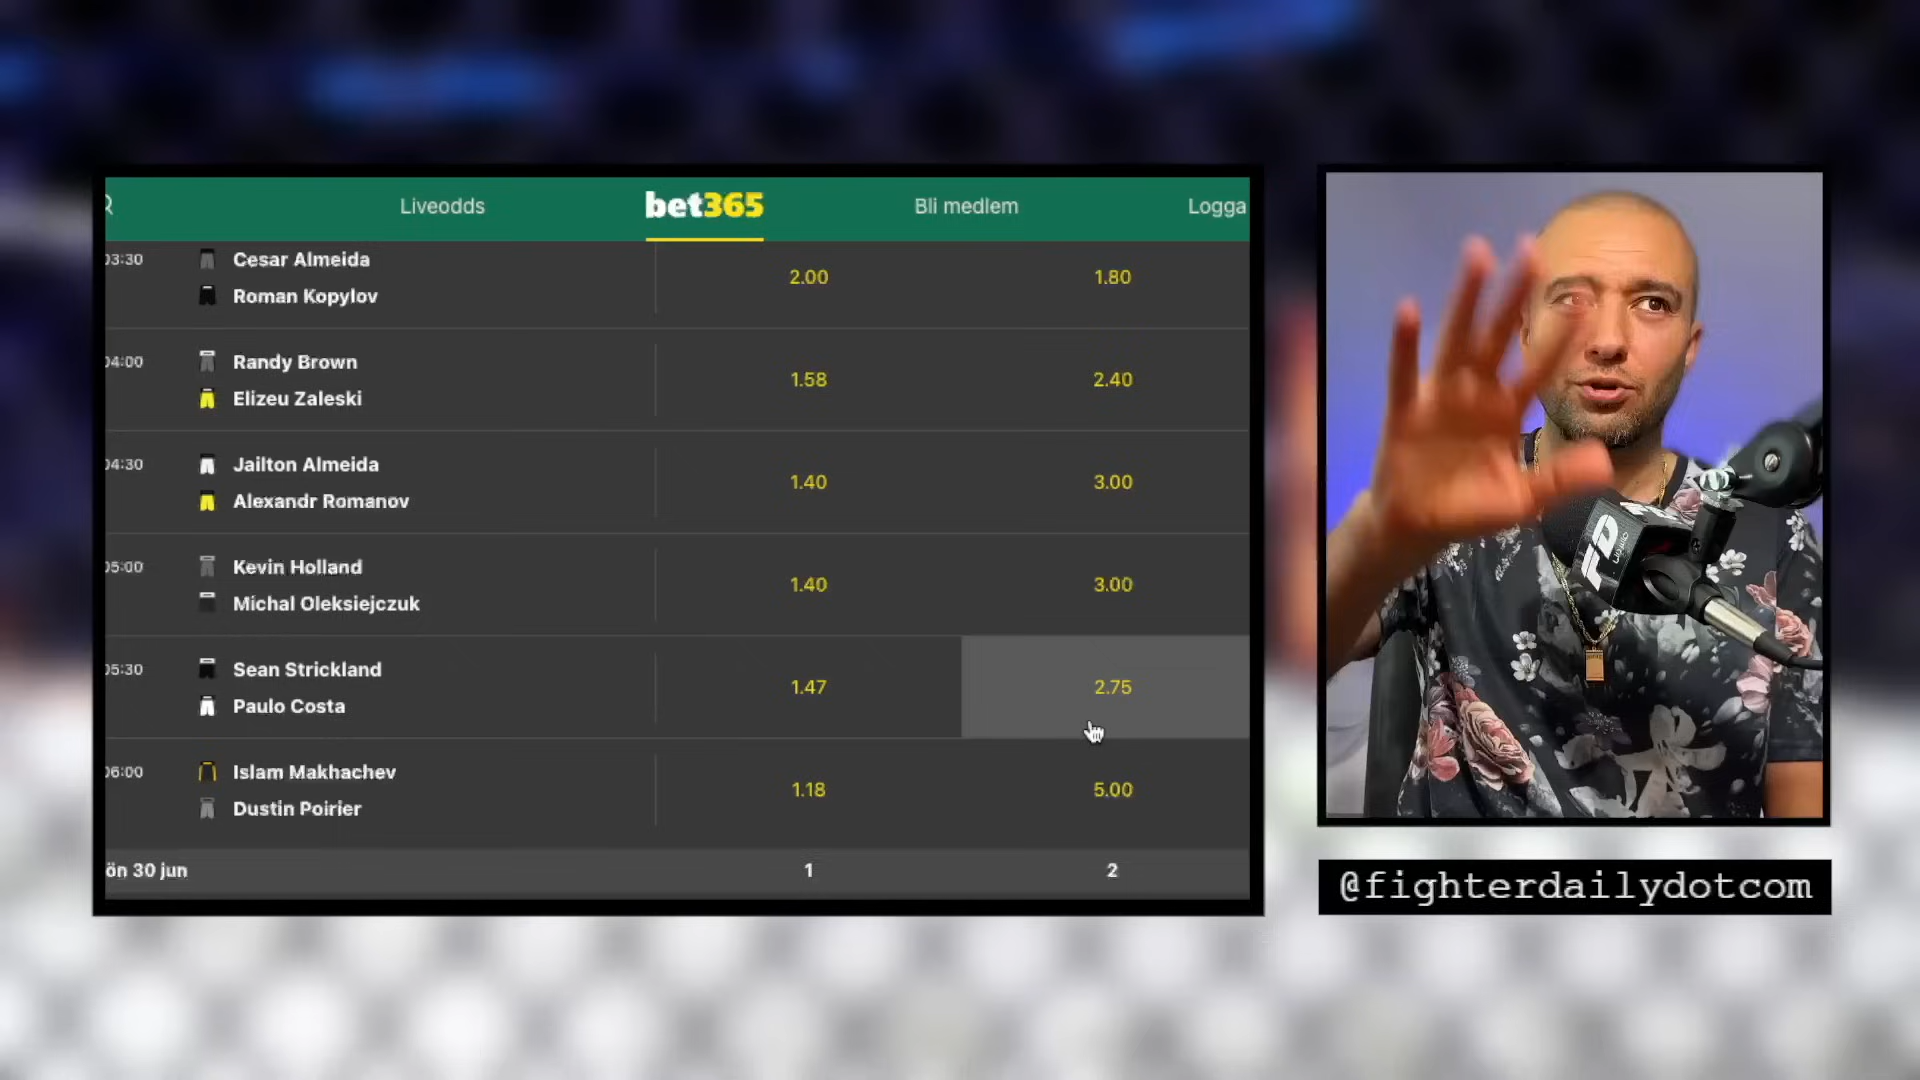 Liveodds bet365 Bli medlem Logga
03:30 Cesar Almeida 2.00 1.80
Roman Kopylov
04:00 Randy Brown 1.58 2.40
Elizeu Zaleski
04:30 Jailton Almeida 1.40 3.00
Alexandr Romanov
05:00 Kevin Holland 1.40 3.00
Michal Oleksiejczuk
05:30 Sean Strickland 1.47 2.75
Paulo Costa
06:00 Islam Makhachev 1.18 5.00
Dustin Poirier
ön 30 jun 1 2
FD
@fighterdailydotcom